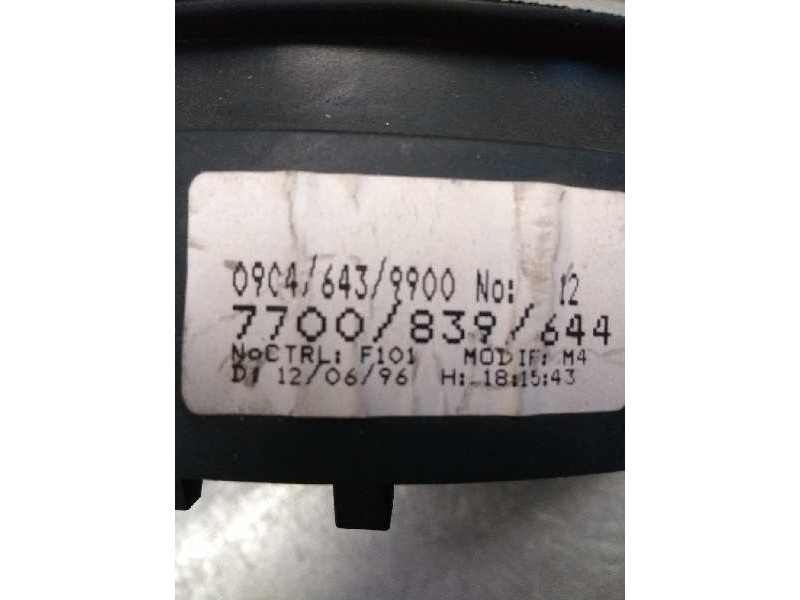 09C4/643/9900 No: 12
7700/839/644
NoCTRL: F101 MODIF: M4
D: 12/06/96 H: 18:15:43